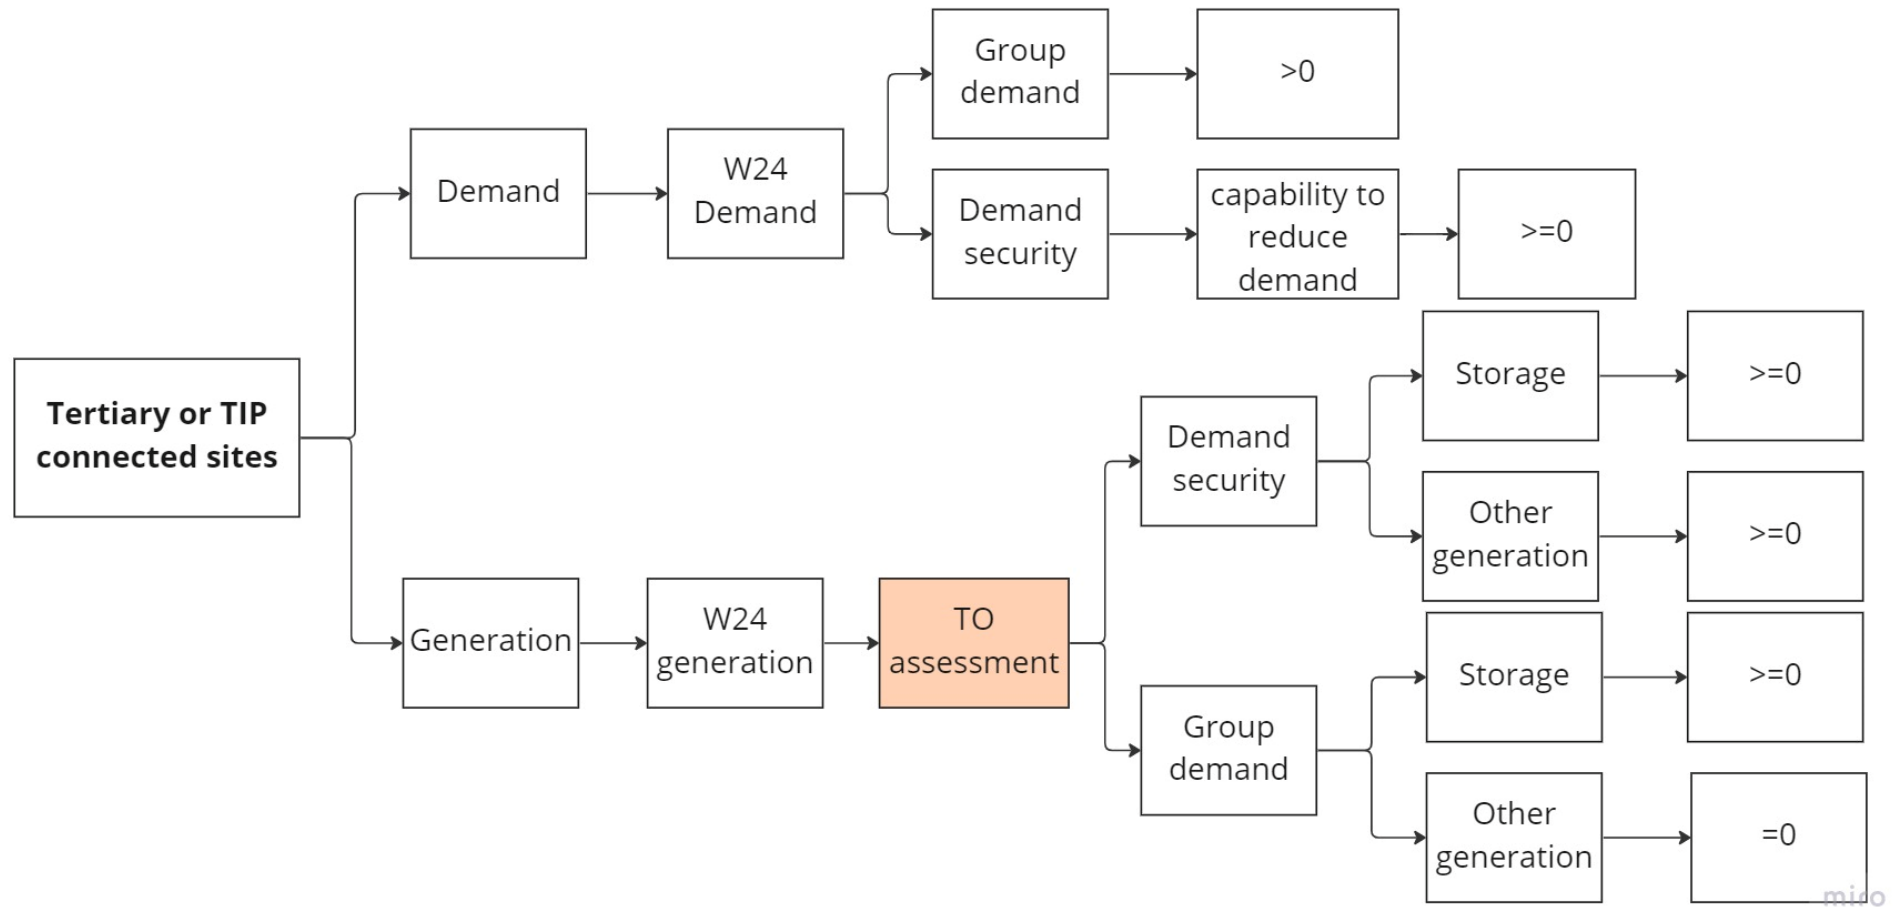 Group
demand
>0
Demand
W24
Demand
Demand
security
capability to
reduce
demand
>=0
Tertiary or TIP
connected sites
Storage
>=0
Demand
security
Other
generation
>=0
Generation
W24
generation
TO
assessment
Storage
>=0
Group
demand
Other
generation
=0
miro